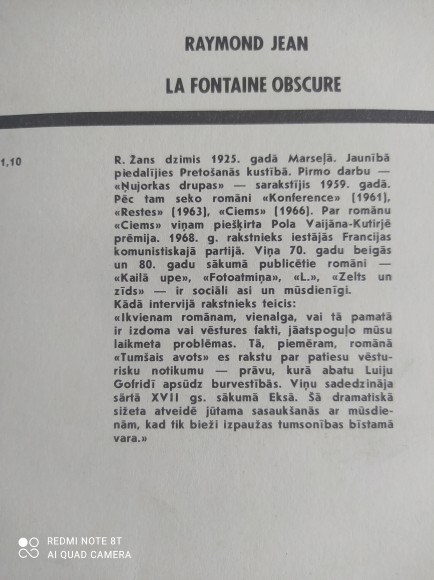 RAYMOND JEAN
LA FONTAINE OBSCURE
1,10
R. Žans dzimis 1925. gadā Marseļā. Jaunībā
piedalījies Pretošanās kustībā. Pirmo darbu —
«Ņujorkas drupas» — sarakstījis 1959. gadā.
Pēc tam seko romāni «Konference» (1961),
«Restes» (1963), «Ciems» (1966). Par romānu
«Ciems» viņam piešķirta Pola Vaijāna-Kutirjē
prēmija. 1968. g. rakstnieks iestājās Francijas
komunistiskajā partijā. Viņa 70. gadu beigās
un 80. gadu sākumā publicētie romāni —
«Kailā upe», «Fotoatmiņa», «L.», «Zelts un
zīds» — ir sociāli asi un mūsdienīgi.
Kādā intervijā rakstnieks teicis:
«Ikvienam romānam, vienalga, vai tā pamatā
ir izdoma vai vēstures fakti, jāatspoguļo mūsu
laikmeta problēmas. Tā, piemēram, romānā
«Tumšais avots» es rakstu par patiesu vēstu-
risku notikumu — prāvu, kurā abatu Luiju
Gofridī apsūdz burvestībās. Viņu sadedzināja
sārtā XVII gs. sākumā Eksā. Šā dramatiskā
sižeta atveidē jūtama sasaukšanās ar mūsdie-
nām, kad tik bieži izpaužas tumsonības bīstamā
vara.»
REDMI NOTE 8T
AI QUAD CAMERA